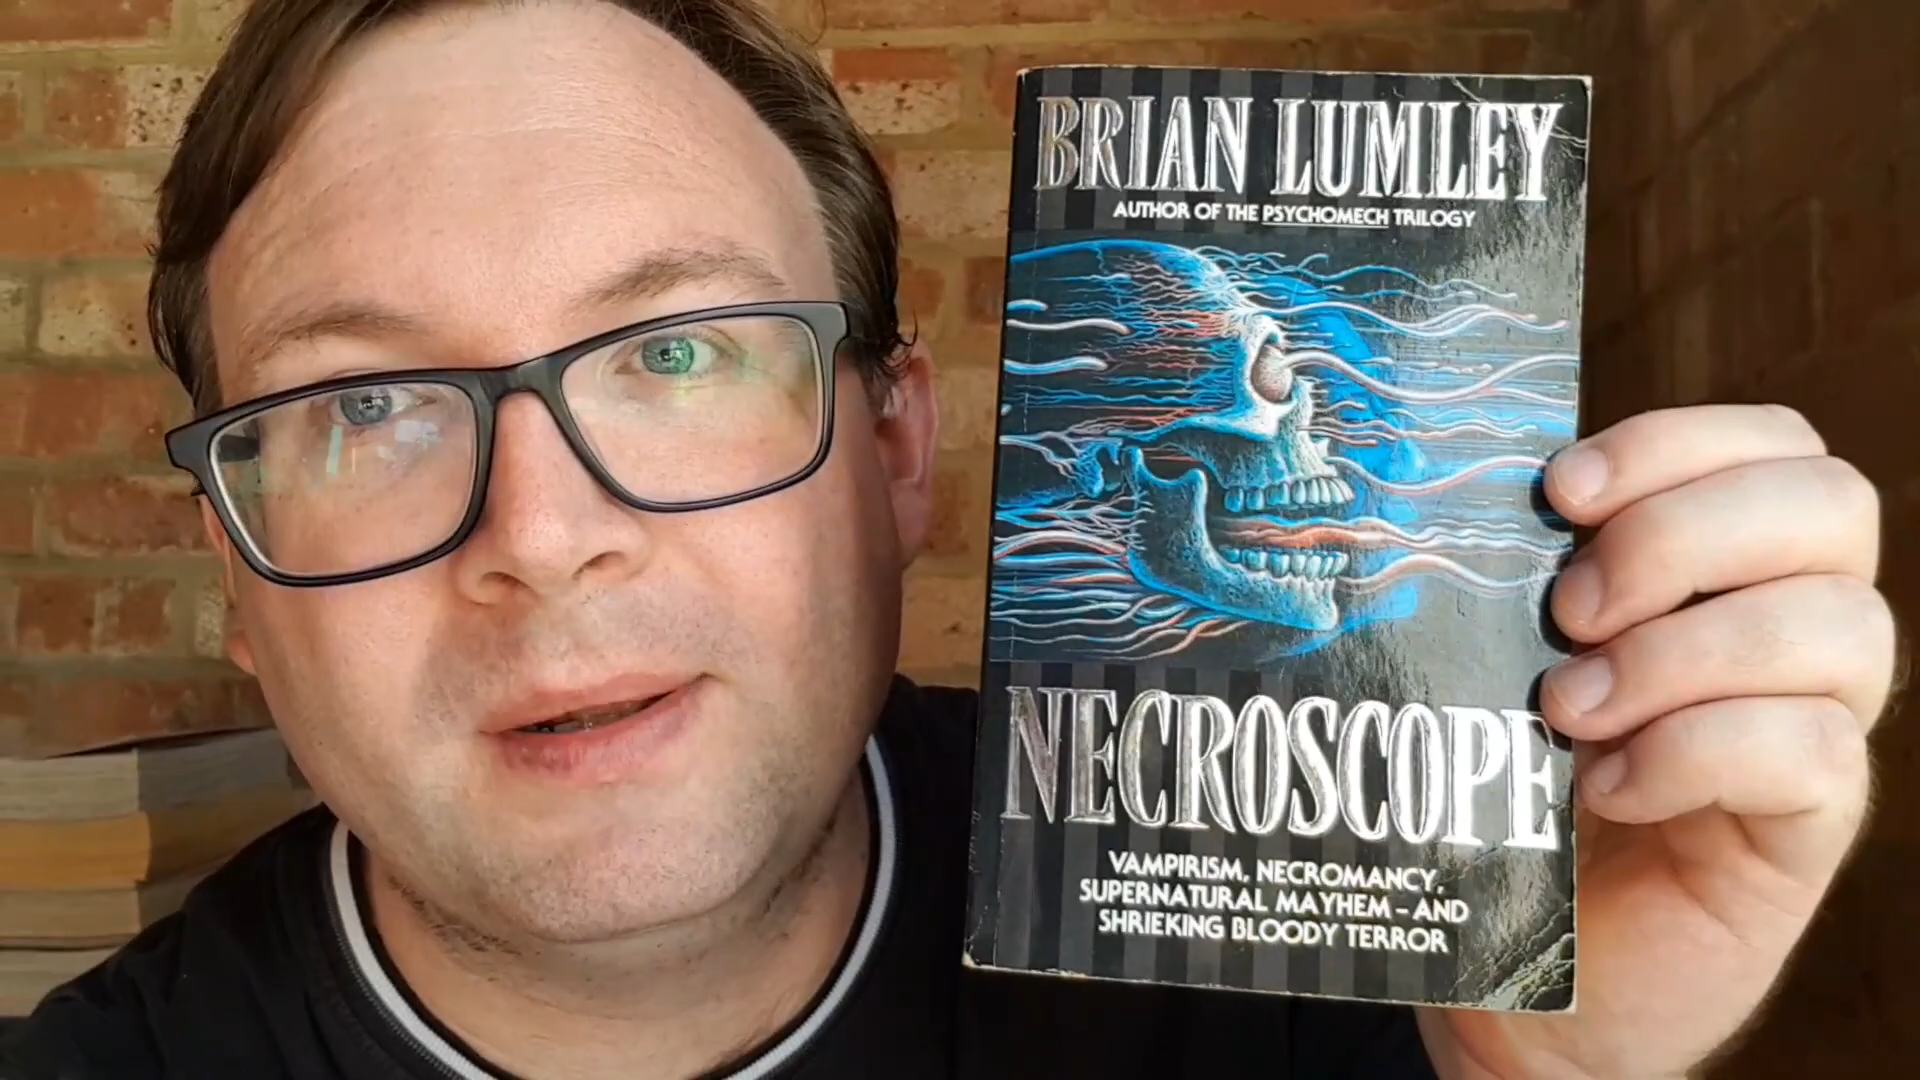 BRIAN LUMLEY
AUTHOR OF THE PSYCHOMECH TRILOGY
NECROSCOPE
VAMPIRISM, NECROMANCY,
SUPERNATURAL MAYHEM – AND
SHRIEKING BLOODY TERROR